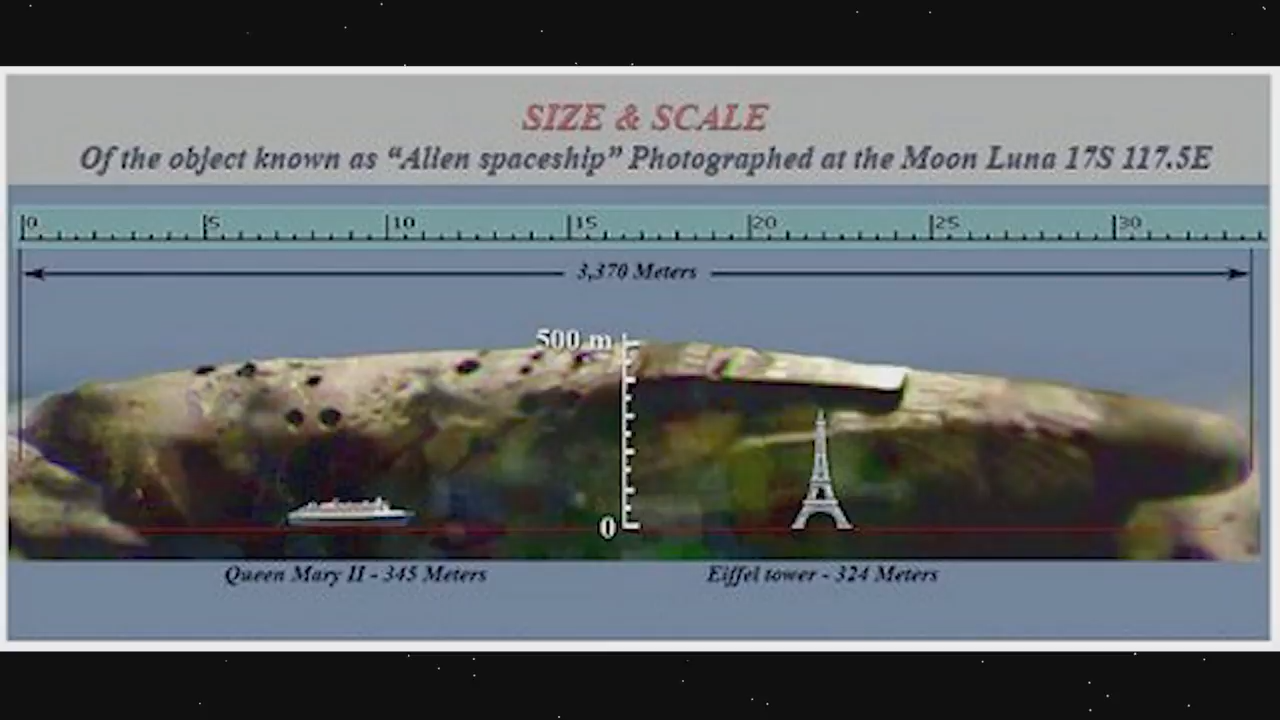 SIZE & SCALE
Of the object known as “Alien spaceship” Photographed at the Moon Luna 17S 117.5E
0 5 10 15 20 25 30
3,370 Meters
500 m
0
Queen Mary II - 345 Meters Eiffel tower - 324 Meters